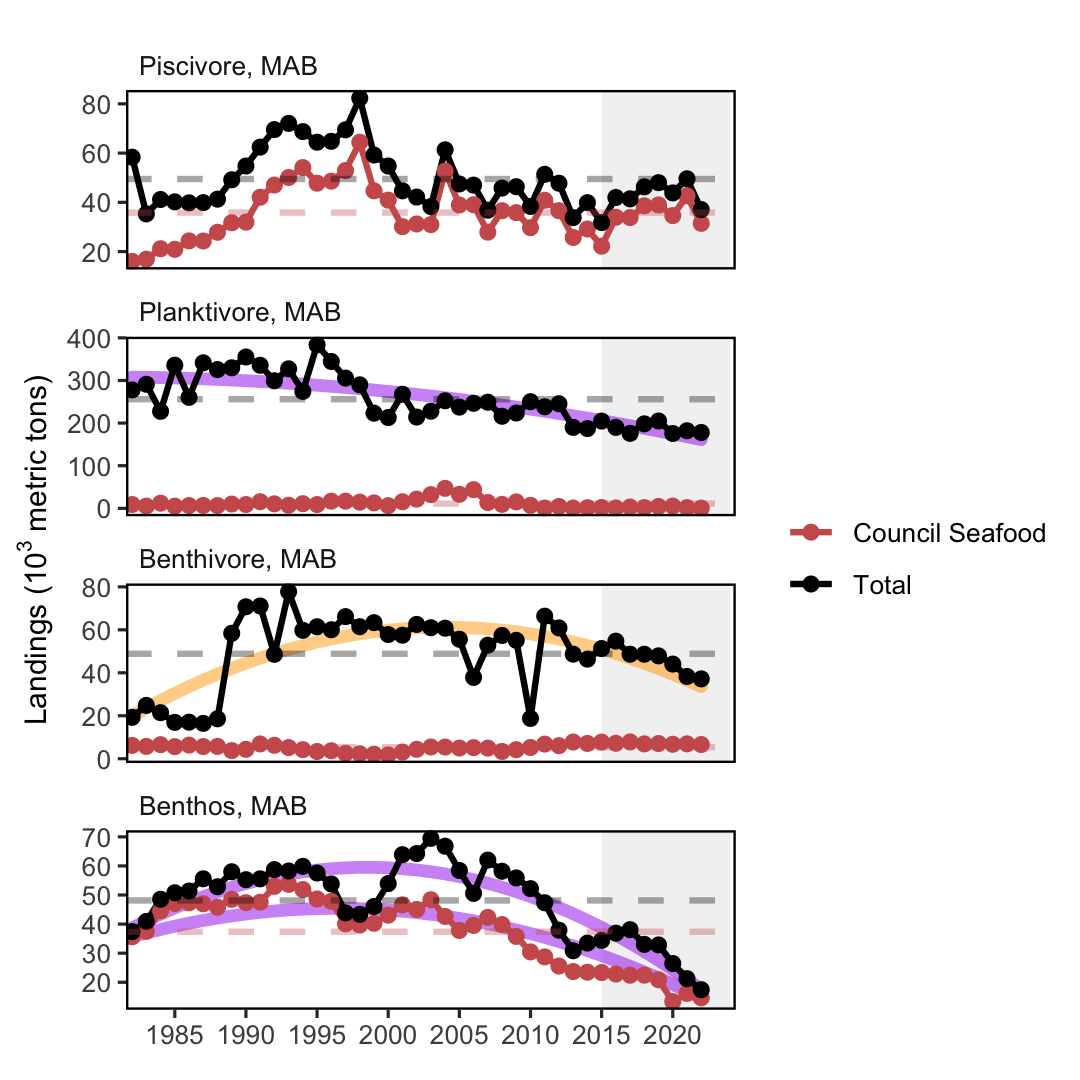 Piscivore, MAB
80
60
40
20
Planktivore, MAB
400
300
200
100
0
Benthivore, MAB
80
60
40
20
0
Benthos, MAB
70
60
50
40
30
20
1985 1990 1995 2000 2005 2010 2015 2020
Landings (10³ metric tons)
Council Seafood
Total